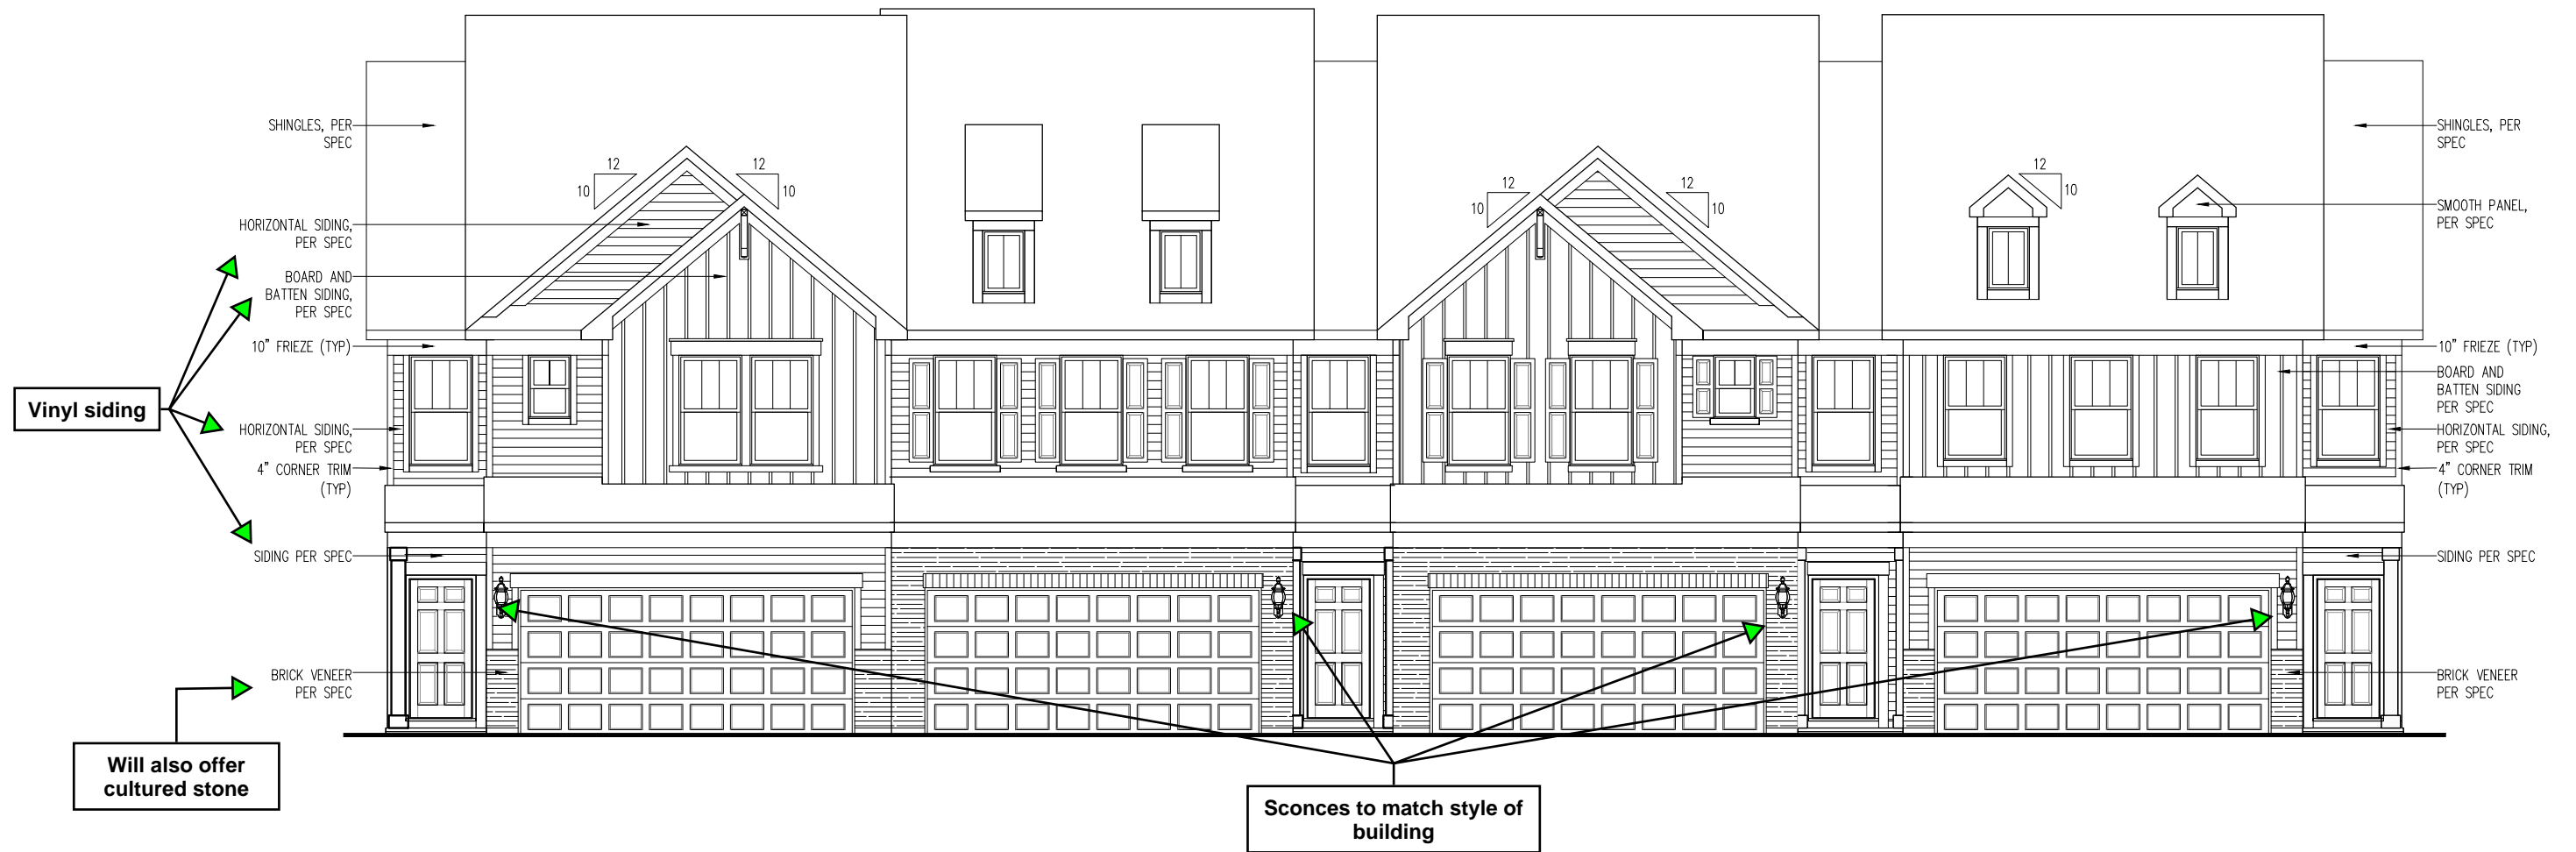 SHINGLES, PER
SPEC
12
10
12
10
HORIZONTAL SIDING,
PER SPEC
BOARD AND
BATTEN SIDING,
PER SPEC
10" FRIEZE (TYP)
Vinyl siding
HORIZONTAL SIDING,
PER SPEC
4" CORNER TRIM
(TYP)
SIDING PER SPEC
BRICK VENEER
PER SPEC
Will also offer
cultured stone
12
10
12
10
12
10
SHINGLES, PER
SPEC
SMOOTH PANEL,
PER SPEC
10" FRIEZE (TYP)
BOARD AND
BATTEN SIDING
PER SPEC
HORIZONTAL SIDING,
PER SPEC
4" CORNER TRIM
(TYP)
SIDING PER SPEC
BRICK VENEER
PER SPEC
Sconces to match style of
building